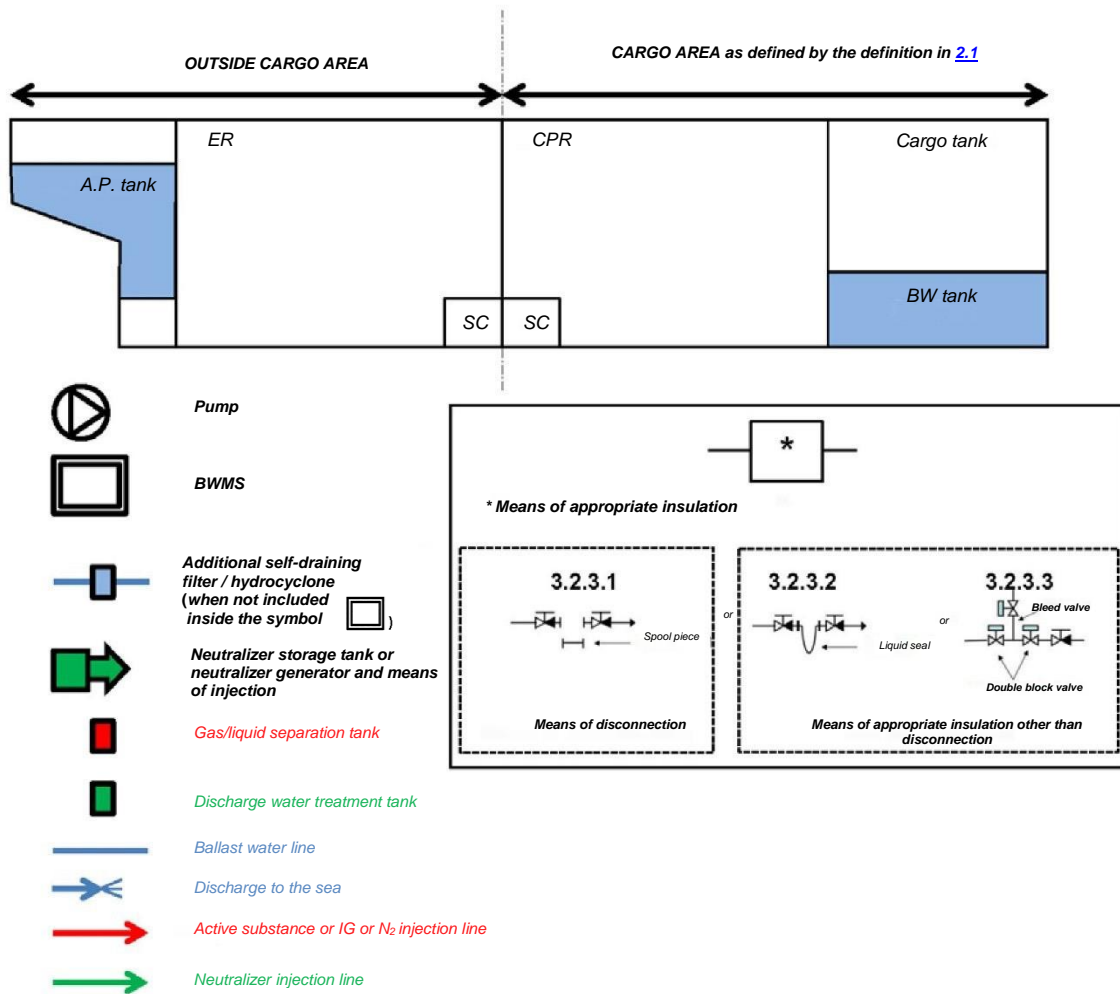 OUTSIDE CARGO AREA
CARGO AREA as defined by the definition in 2.1
ER
CPR
Cargo tank
A.P. tank
BW tank
SC
SC
Pump
BWMS
Additional self-draining
filter / hydrocyclone
(when not included
inside the symbol )
Neutralizer storage tank or
neutralizer generator and means
of injection
Gas/liquid separation tank
Discharge water treatment tank
Ballast water line
Discharge to the sea
Active substance or IG or N₂ injection line
Neutralizer injection line
*
* Means of appropriate insulation
3.2.3.1
Spool piece
Means of disconnection
or
3.2.3.2
Liquid seal
or
3.2.3.3
Bleed valve
Double block valve
Means of appropriate insulation other than
disconnection